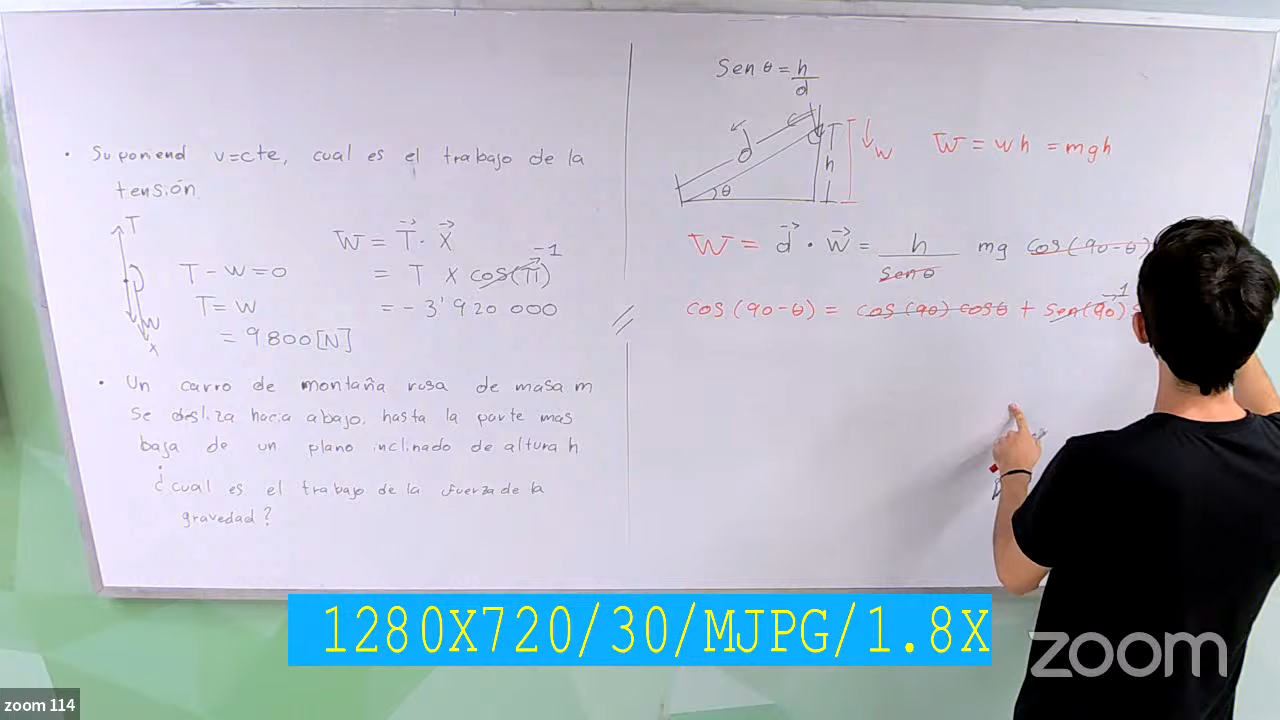 • Suponiend v=cte, cual es el trabajo de la
tensión.
T
T - w = 0
T = w
= 9800 [N]
w
x
W = T⃗ · x⃗
= T x cos(π) -1
= - 3'920 000
• Un carro de montaña rusa de masa m
se desliza hacia abajo, hasta la parte mas
baja de un plano inclinado de altura h
¿cual es el trabajo de la fuerza de la
gravedad?
Sen θ = h/d
d
θ
h
w
W = wh = mgh
W = d⃗ · w⃗ = h/senθ mg cos(90-θ)
cos(90-θ) = cos(90) cosθ + sen(90) 1
1280X720/30/MJPG/1.8X
zoom
zoom 114